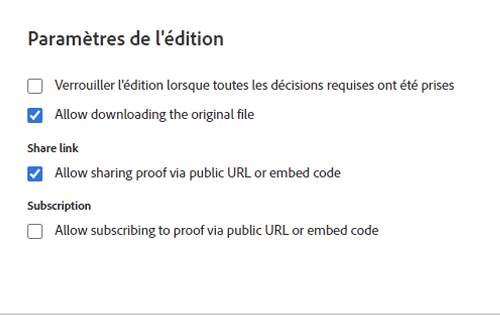 Paramètres de l'édition
Verrouiller l'édition lorsque toutes les décisions requises ont été prises
Allow downloading the original file
Share link
Allow sharing proof via public URL or embed code
Subscription
Allow subscribing to proof via public URL or embed code